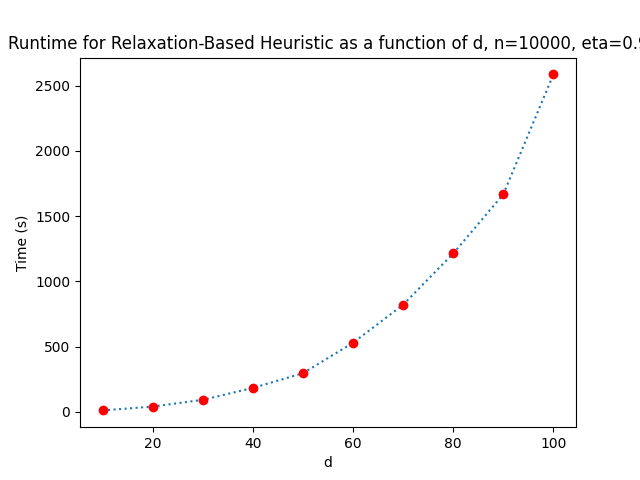 Runtime for Relaxation-Based Heuristic as a function of d, n=10000, eta=0.9
2500
2000
1500
1000
500
0
Time (s)
20 40 60 80 100
d